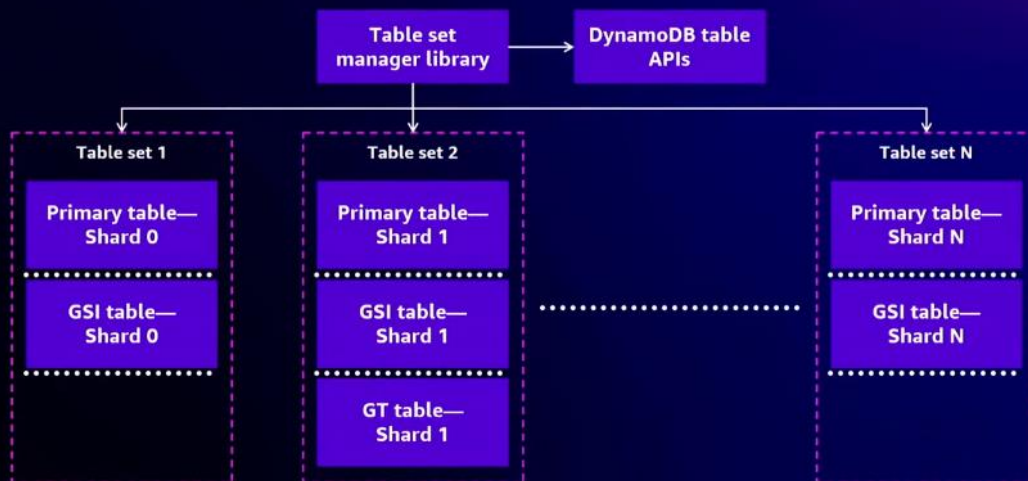 Table set
manager library
DynamoDB table
APIs
Table set 1
Primary table—
Shard 0
GSI table—
Shard 0
Table set 2
Primary table—
Shard 1
GSI table—
Shard 1
GT table—
Shard 1
Table set N
Primary table—
Shard N
GSI table—
Shard N